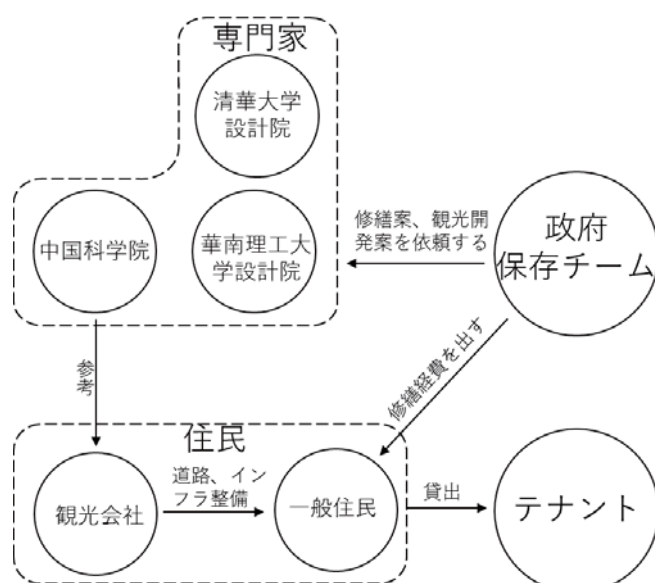 専門家
清華大学
設計院
中国科学院
華南理工大
学設計院
修繕案、観光開
発案を依頼する
政府
保存チーム
参考
修繕経費を出す
住民
観光会社
道路、イン
フラ整備
一般住民
貸出
テナント